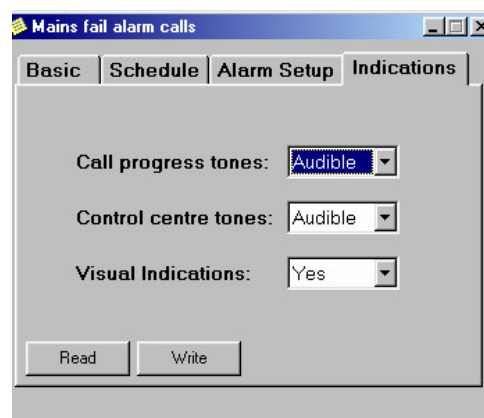 Mains fail alarm calls
Basic Schedule Alarm Setup Indications
Call progress tones: Audible
Control centre tones: Audible
Visual Indications: Yes
Read Write